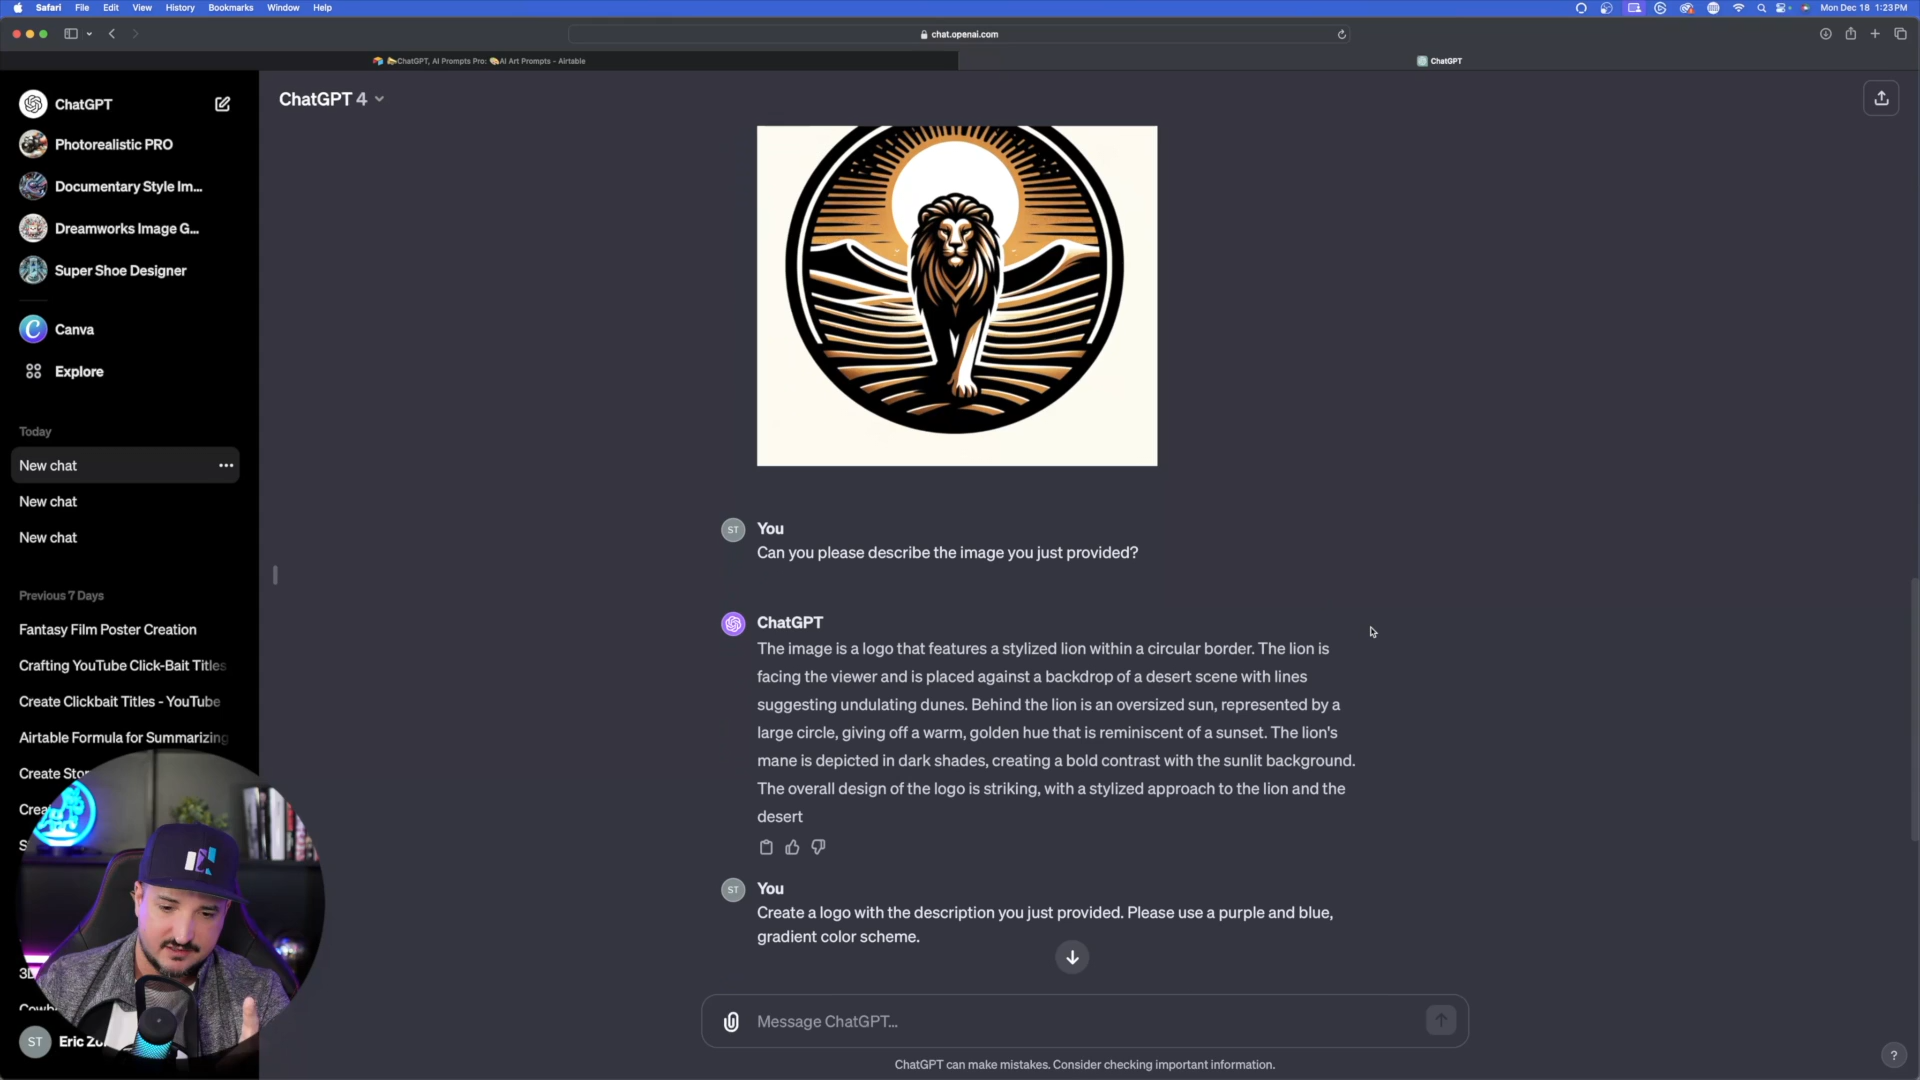 Safari File Edit View History Bookmarks Window Help
Mon Dec 18 1:23 PM
chat.openai.com
ChatGPT, AI Prompts Pro: AI Art Prompts - Airtable
ChatGPT
ChatGPT
Photorealistic PRO
Documentary Style Im...
Dreamworks Image G...
Super Shoe Designer
Canva
Explore
Today
New chat
New chat
New chat
Previous 7 Days
Fantasy Film Poster Creation
Crafting YouTube Click-Bait Titles
Create Clickbait Titles - YouTube
Airtable Formula for Summarizing
Create
ST Eric
ChatGPT 4
ST You
Can you please describe the image you just provided?
ChatGPT
The image is a logo that features a stylized lion within a circular border. The lion is
facing the viewer and is placed against a backdrop of a desert scene with lines
suggesting undulating dunes. Behind the lion is an oversized sun, represented by a
large circle, giving off a warm, golden hue that is reminiscent of a sunset. The lion's
mane is depicted in dark shades, creating a bold contrast with the sunlit background.
The overall design of the logo is striking, with a stylized approach to the lion and the
desert
ST You
Create a logo with the description you just provided. Please use a purple and blue,
gradient color scheme.
Message ChatGPT...
ChatGPT can make mistakes. Consider checking important information.
?